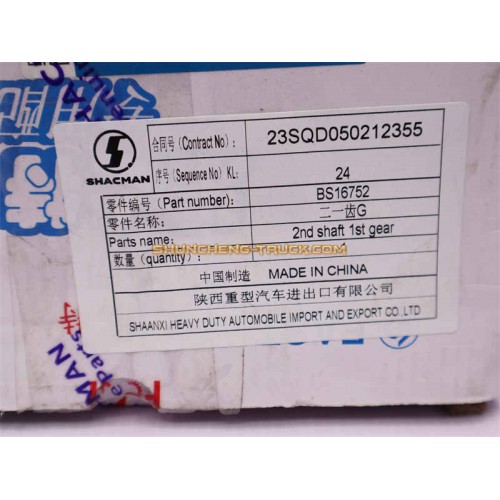 SHACMAN
合同号 (Contract No): 23SQD050212355
序号 (Sequence No) KL: 24
零件编号 (Part number): BS16752
零件名称: 二一齿G
Parts name: 2nd shaft 1st gear
SHUNCHENG-TRUCK.COM
数量 (quantity):
中国制造 MADE IN CHINA
陕西重型汽车进出口有限公司
SHAANXI HEAVY DUTY AUTOMOBILE IMPORT AND EXPORT CO.,LTD
MAN